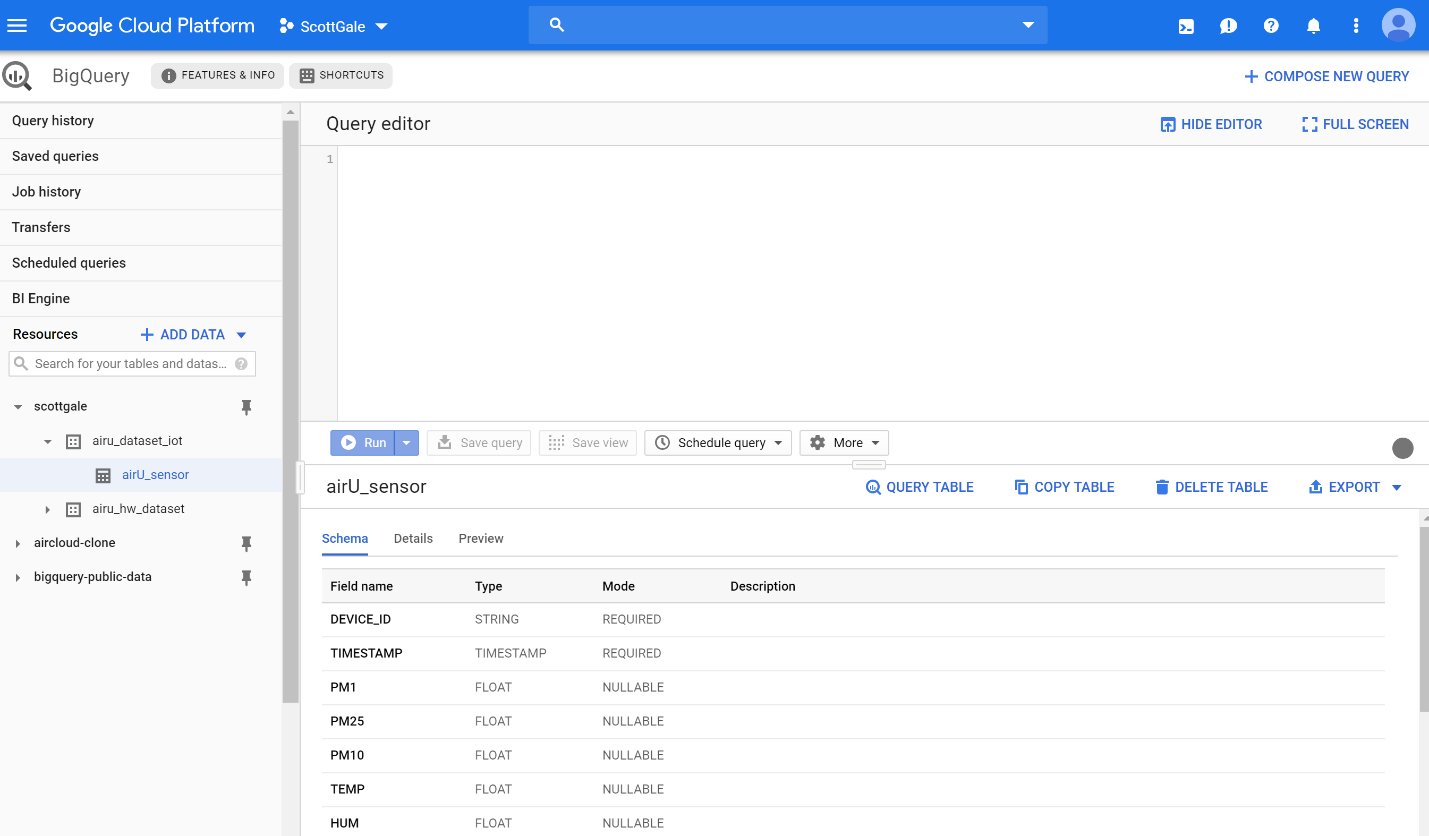 Google Cloud Platform ScottGale
BigQuery FEATURES & INFO SHORTCUTS COMPOSE NEW QUERY
Query history
Saved queries
Job history
Transfers
Scheduled queries
BI Engine
Resources ADD DATA
Search for your tables and datas... ?
scottgale
airu_dataset_iot
airU_sensor
airu_hw_dataset
aircloud-clone
bigquery-public-data
Query editor HIDE EDITOR FULL SCREEN
1
Run Save query Save view Schedule query More
airU_sensor QUERY TABLE COPY TABLE DELETE TABLE EXPORT
Schema Details Preview
Field name Type Mode Description
DEVICE_ID STRING REQUIRED
TIMESTAMP TIMESTAMP REQUIRED
PM1 FLOAT NULLABLE
PM25 FLOAT NULLABLE
PM10 FLOAT NULLABLE
TEMP FLOAT NULLABLE
HUM FLOAT NULLABLE